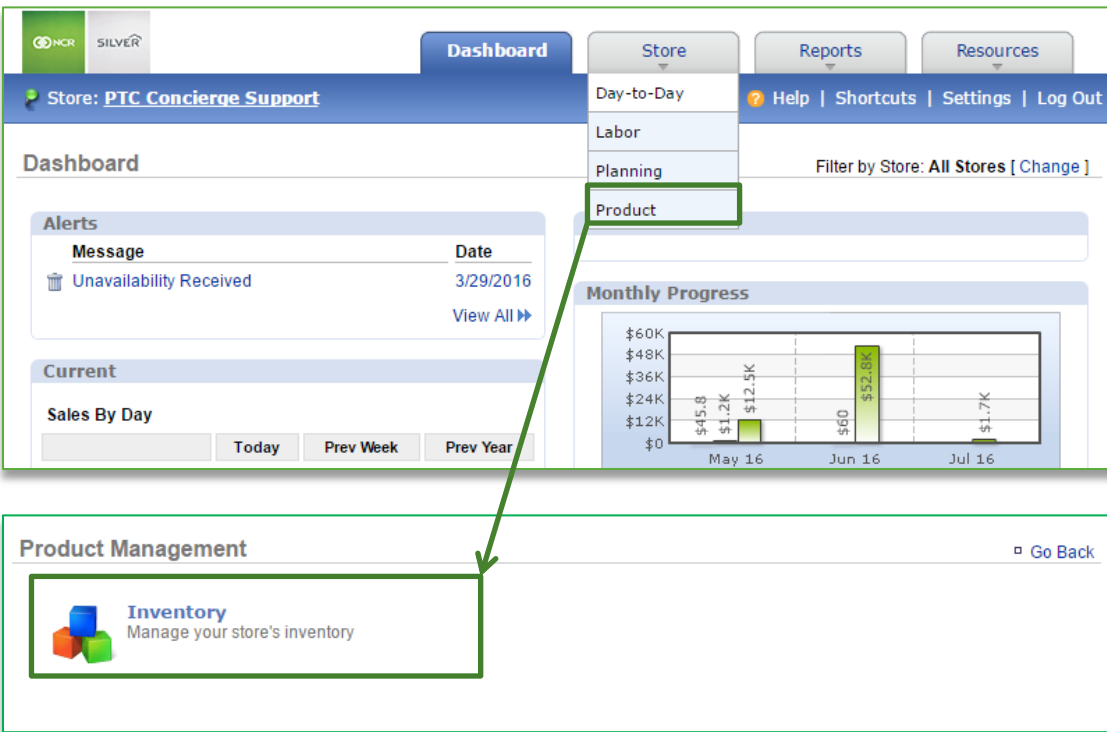 NCR SILVER
Dashboard Store Reports Resources
Store: PTC Concierge Support
Help | Shortcuts | Settings | Log Out
Day-to-Day
Labor
Planning
Product
Dashboard
Filter by Store: All Stores [ Change ]
Alerts
Message Date
Unavailability Received 3/29/2016
View All
Current
Sales By Day
Today Prev Week Prev Year
Monthly Progress
$60K
$48K
$36K
$24K
$12K
$0
$45.8
$1.2K
$12.5K
$60
$52.8K
$1.7K
May 16 Jun 16 Jul 16
Product Management
Go Back
Inventory
Manage your store's inventory